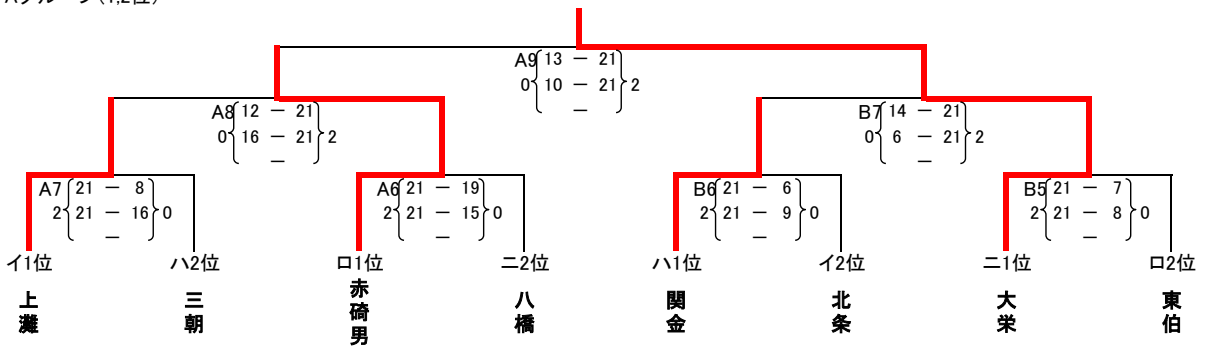 Aグループ(1,2位)
A9 13 － 21
0 10 － 21 2
－
A8 12 － 21
0 16 － 21 2
－
B7 14 － 21
0 6 － 21 2
－
A7 21 － 8
2 21 － 16 0
－
A6 21 － 19
2 21 － 15 0
－
B6 21 － 6
2 21 － 9 0
－
B5 21 － 7
2 21 － 8 0
－
イ1位 ハ2位 ロ1位 ニ2位 ハ1位 イ2位 ニ1位 ロ2位
上灘 三朝 赤碕男 八橋 関金 北条 大栄 東伯